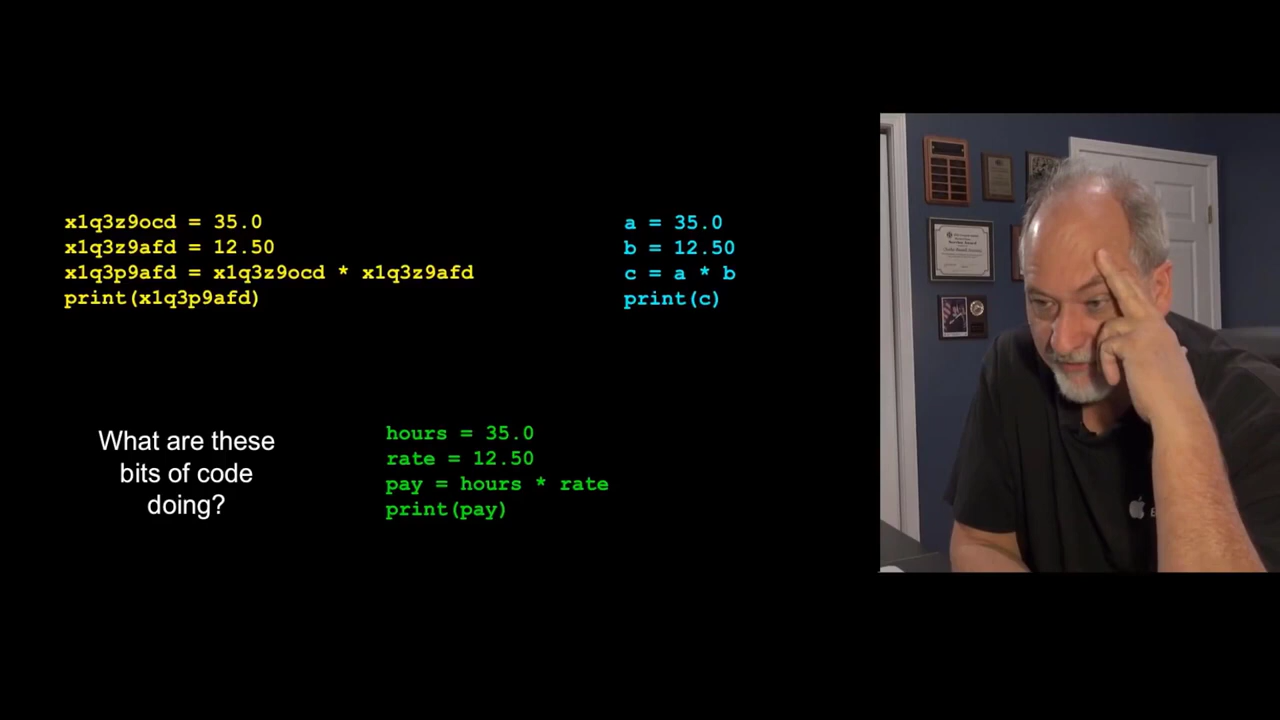 x1q3z9ocd = 35.0
x1q3z9afd = 12.50
x1q3p9afd = x1q3z9ocd * x1q3z9afd
print(x1q3p9afd)
a = 35.0
b = 12.50
c = a * b
print(c)
What are these
bits of code
doing?
hours = 35.0
rate = 12.50
pay = hours * rate
print(pay)